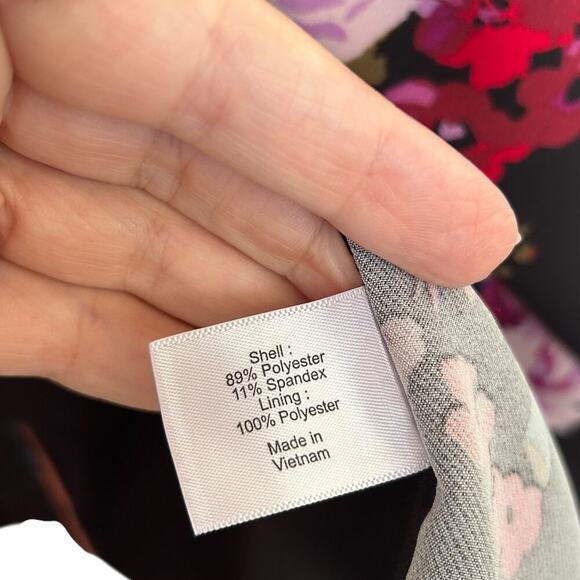 Shell :
89% Polyester
11% Spandex
Lining :
100% Polyester
Made in
Vietnam